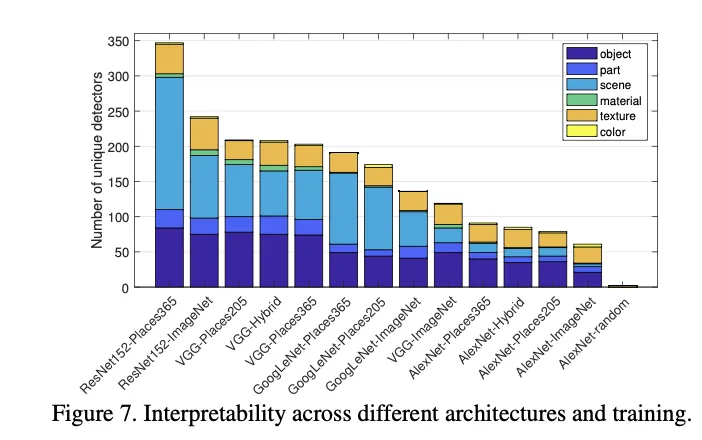 350
300
250
200
150
100
50
0
Number of unique detectors
object
part
scene
material
texture
color
ResNet152-Places365
ResNet152-ImageNet
VGG-Places205
VGG-Hybrid
VGG-Places365
GoogLeNet-Places365
GoogLeNet-Places205
GoogLeNet-ImageNet
VGG-ImageNet
AlexNet-Places365
AlexNet-Hybrid
AlexNet-Places205
AlexNet-ImageNet
AlexNet-random
Figure 7. Interpretability across different architectures and training.